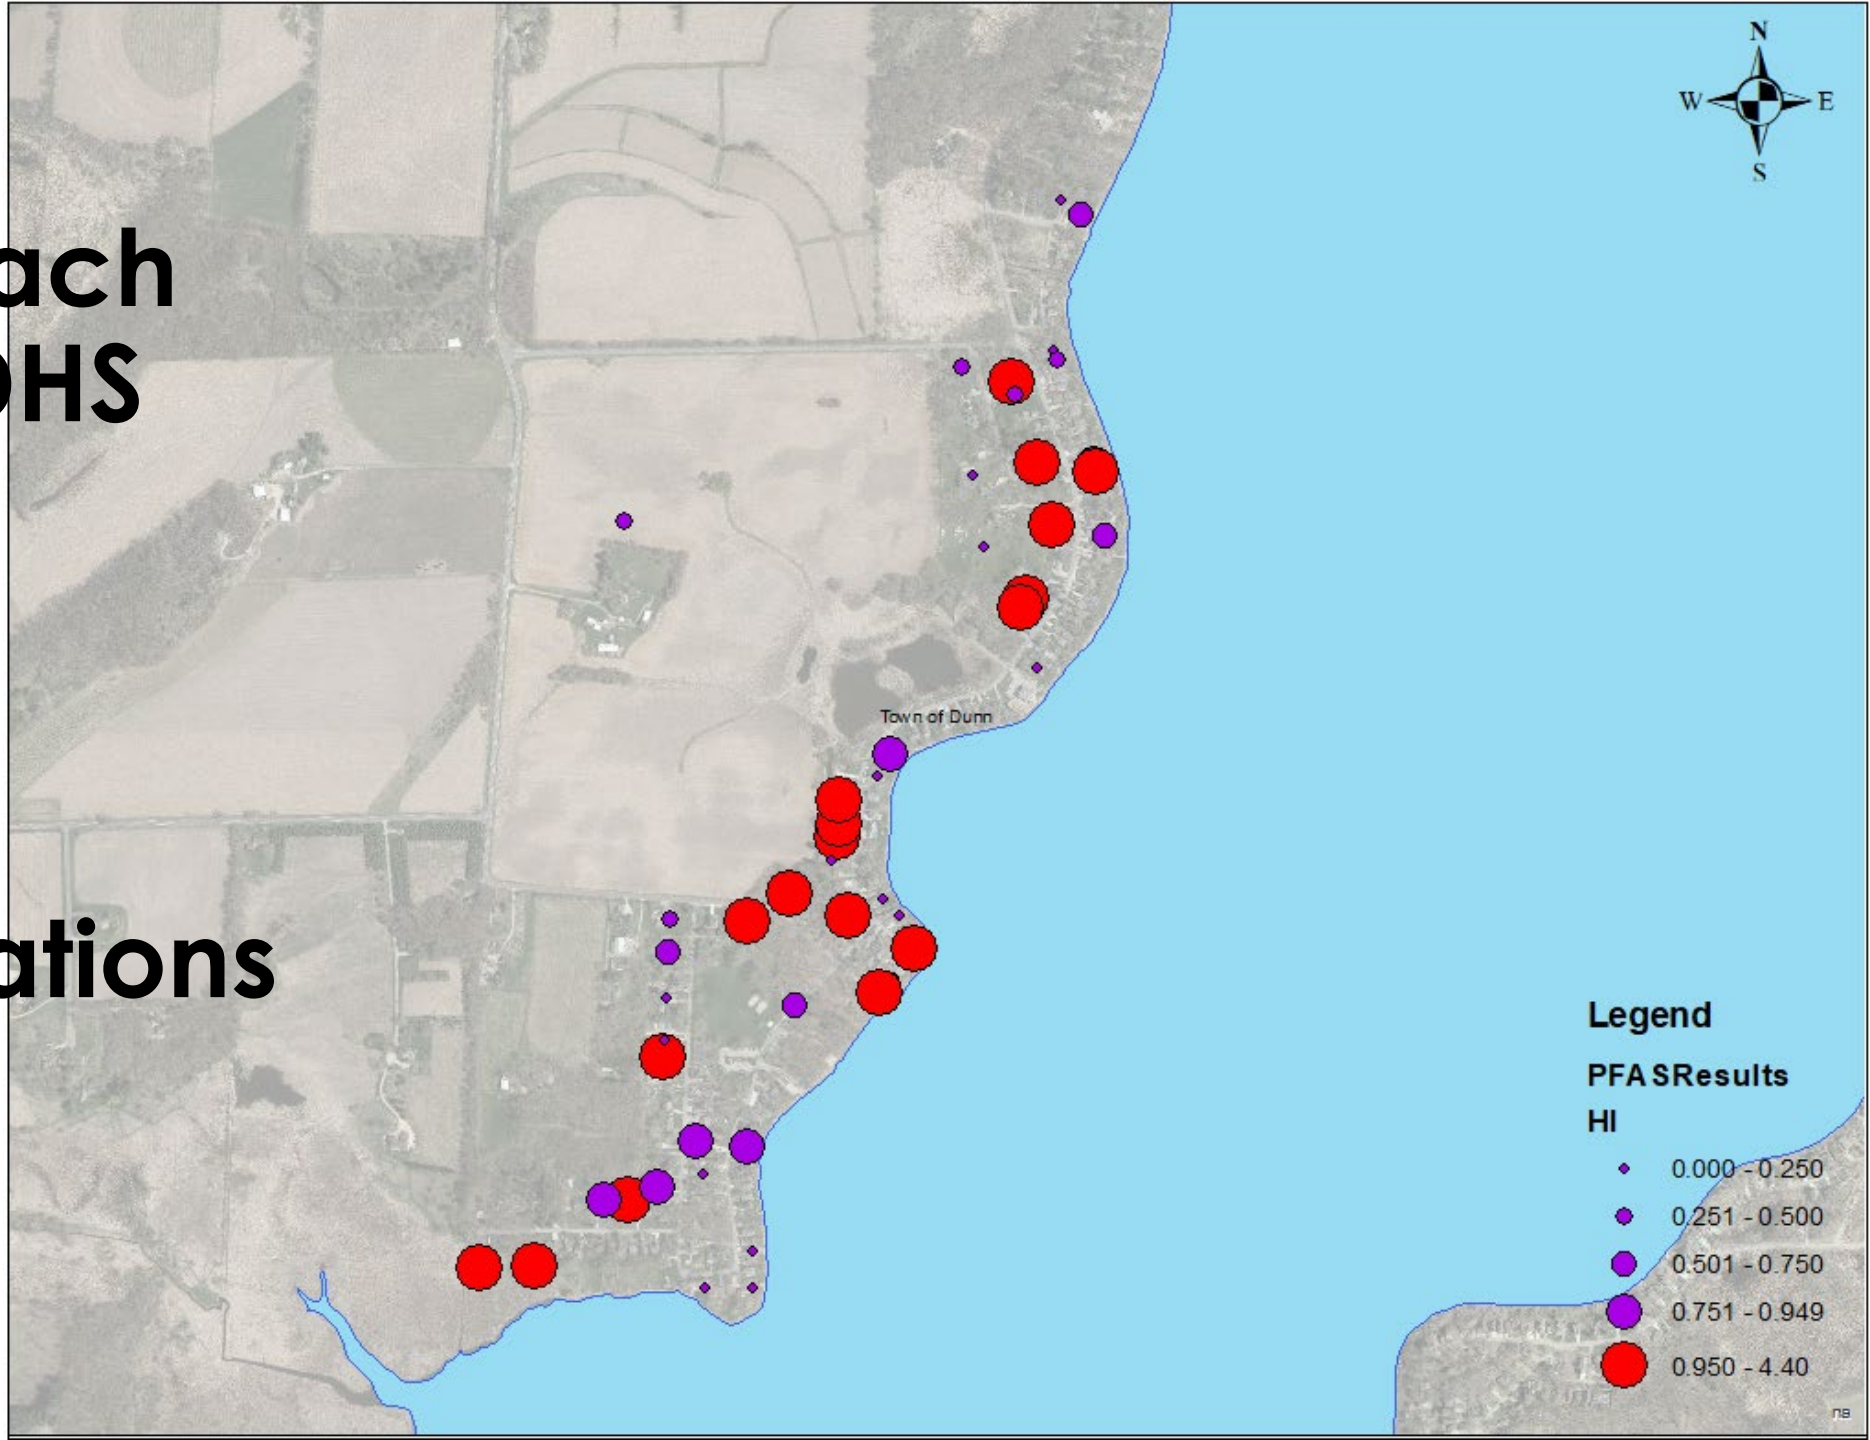 N
W E
S
ach
DHS
Town of Dunn
ations
Legend
PFASResults
HI
0.000 - 0.250
0.251 - 0.500
0.501 - 0.750
0.751 - 0.949
0.950 - 4.40